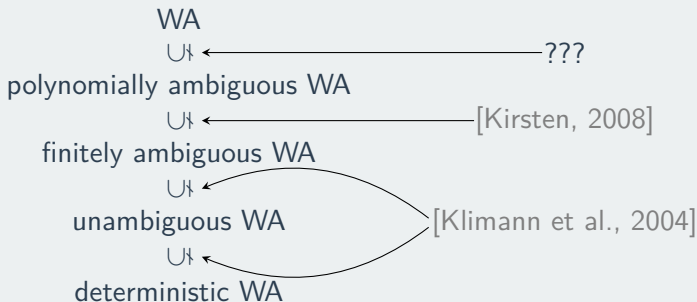 WA
∪∤ ???
polynomially ambiguous WA
∪∤ [Kirsten, 2008]
finitely ambiguous WA
∪∤
unambiguous WA [Klimann et al., 2004]
∪∤
deterministic WA